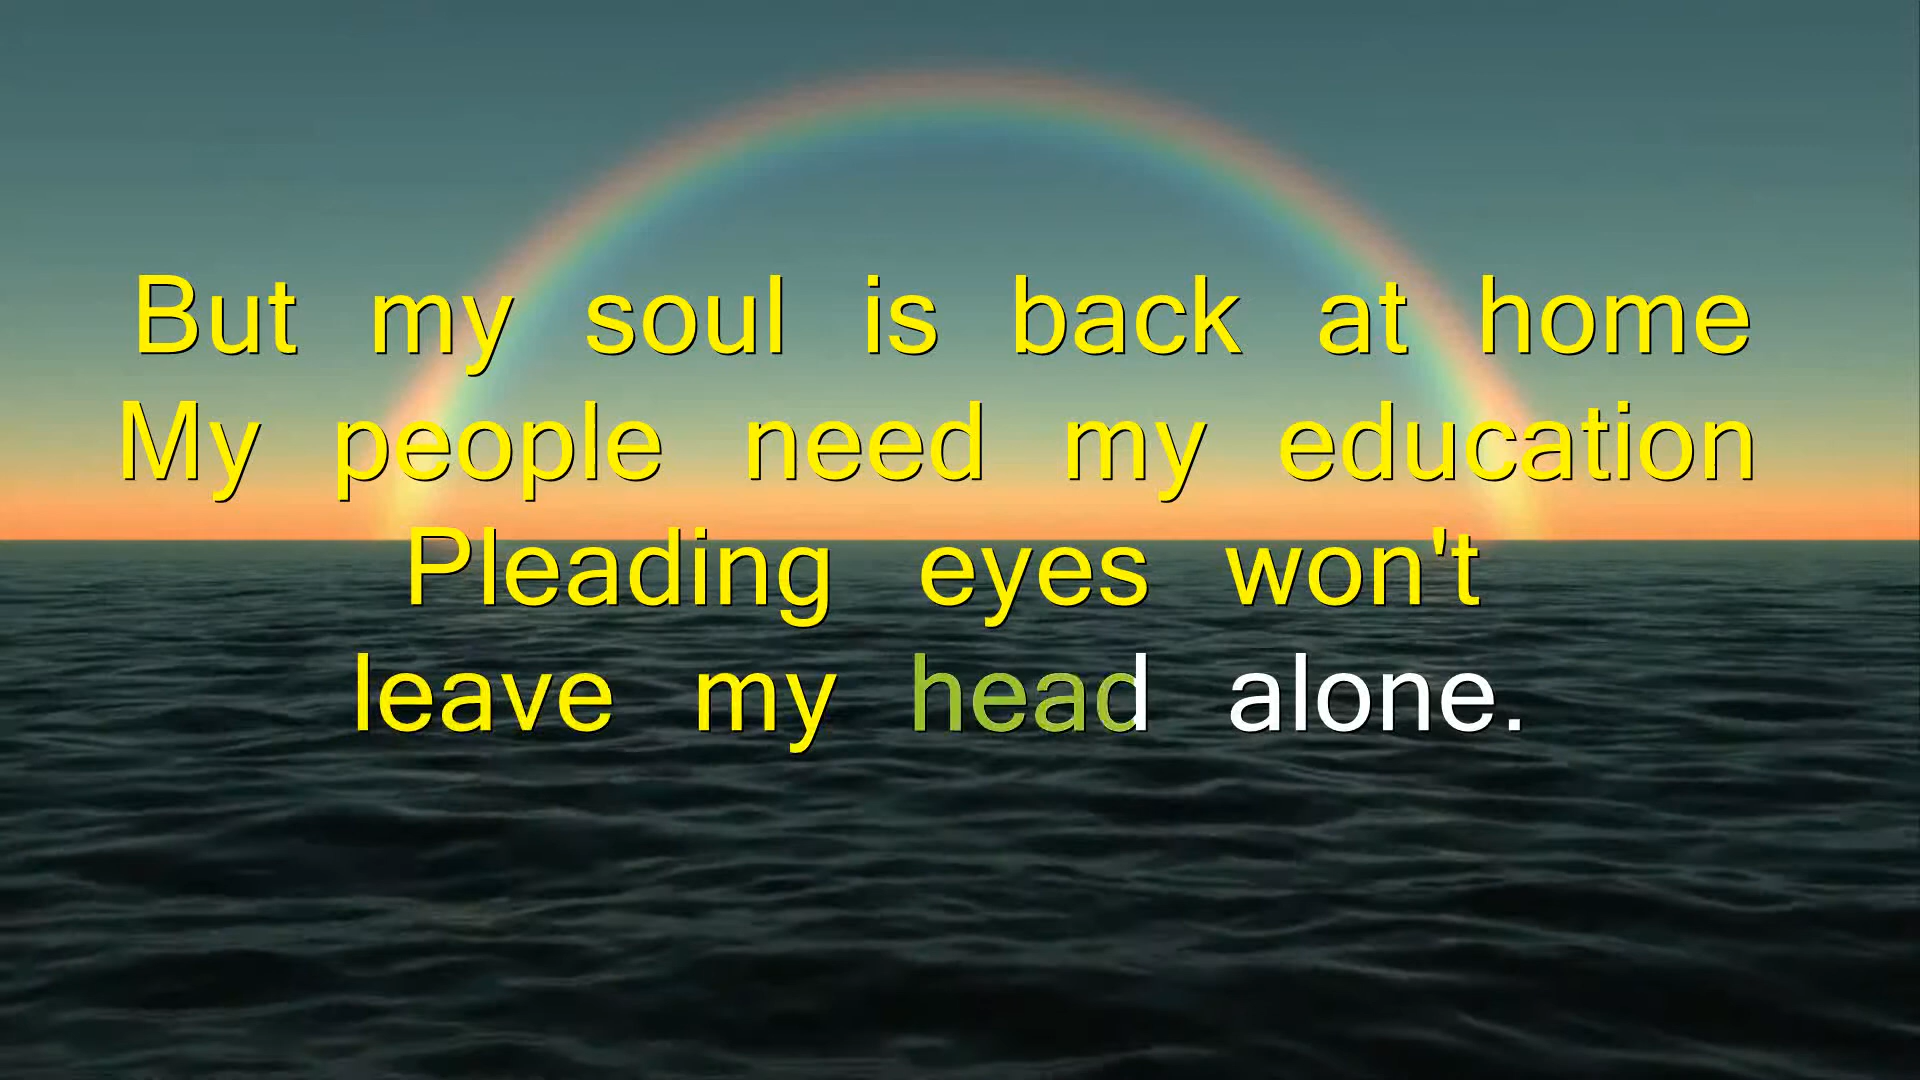 But my soul is back at home
My people need my education
Pleading eyes won't
leave my head alone.